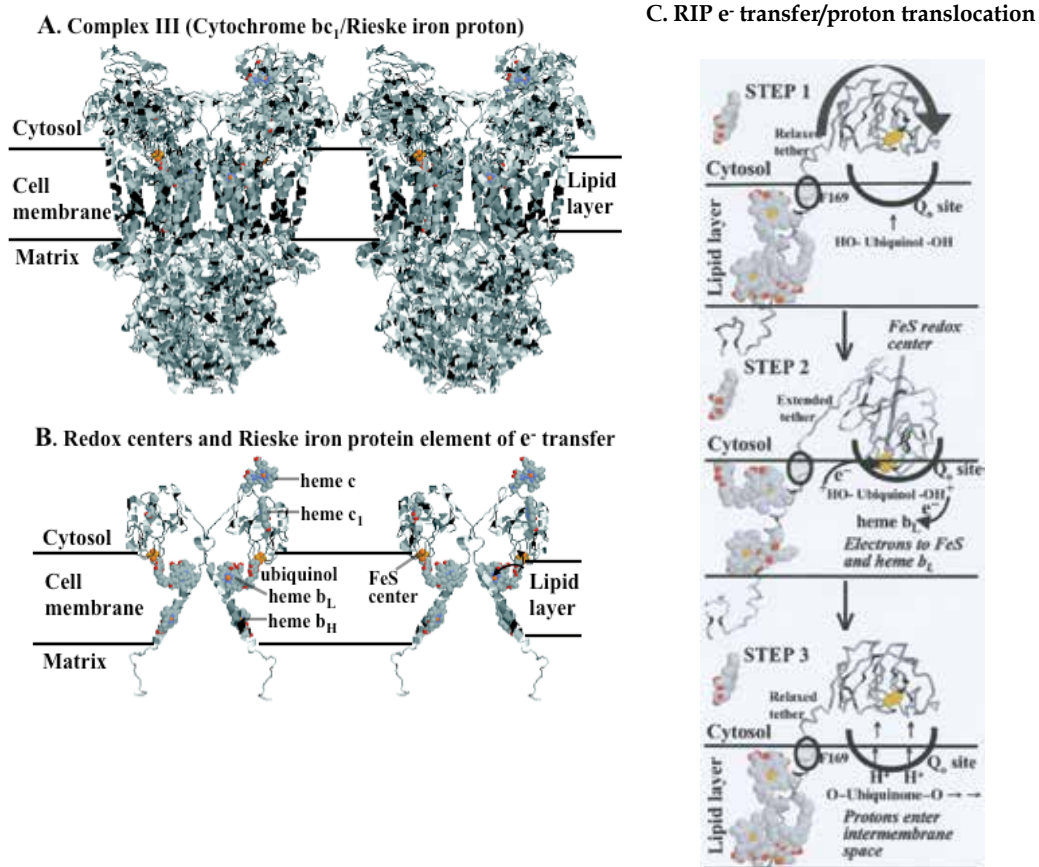 A. Complex III (Cytochrome bc1/Rieske iron proton)
Cytosol
Cell
membrane
Matrix
Lipid
layer
B. Redox centers and Rieske iron protein element of e- transfer
heme c
heme c1
Cytosol
Cell
membrane
ubiquinol
heme bL
heme bH
FeS
center
Lipid
layer
Matrix
C. RIP e- transfer/proton translocation
STEP 1
Relaxed
tether
Cytosol
F169
Qo site
HO- Ubiquinol -OH
Lipid layer
FeS redox
center
STEP 2
Extended
tether
Cytosol
Qo site
e-
HO- Ubiquinol -OH
e-
heme bL
Electrons to FeS
and heme bL
Lipid layer
STEP 3
Relaxed
tether
Cytosol
F169
Qo site
H+ H+
O-Ubiquinone-O → →
Protons enter
intermembrane
space
Lipid layer